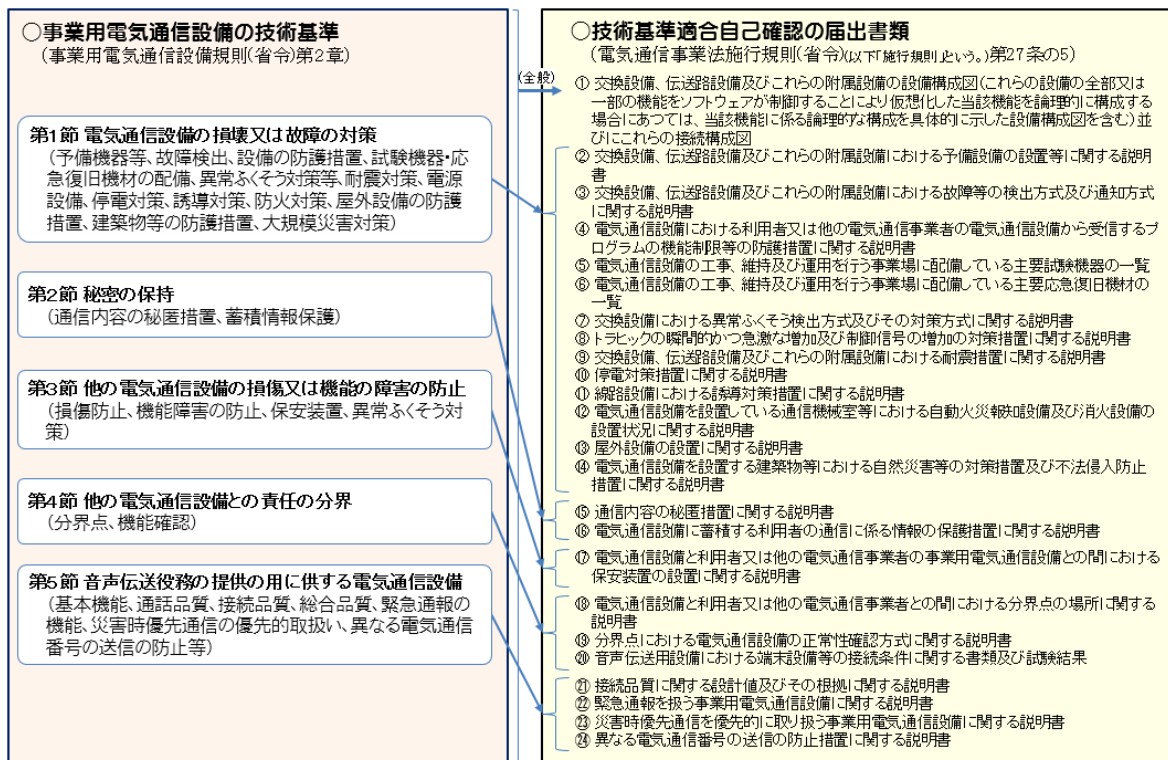 ○事業用電気通信設備の技術基準
(事業用電気通信設備規則(省令)第2章)
第1節 電気通信設備の損壊又は故障の対策
(予備機器等、故障検出、設備の防護措置、試験機器・応
急復旧機材の配備、異常ふくそう対策等、耐震対策、電源
設備、停電対策、誘導対策、防火対策、屋外設備の防護
措置、建築物等の防護措置、大規模災害対策)
第2節 秘密の保持
(通信内容の秘匿措置、蓄積情報保護)
第3節 他の電気通信設備の損傷又は機能の障害の防止
(損傷防止、機能障害の防止、保安装置、異常ふくそう対
策)
第4節 他の電気通信設備との責任の分界
(分界点、機能確認)
第5節 音声伝送役務の提供の用に供する電気通信設備
(基本機能、通話品質、接続品質、総合品質、緊急通報の
機能、災害時優先通信の優先的取扱い、異なる電気通信
番号の送信の防止等)
(全般)
○技術基準適合自己確認の届出書類
(電気通信事業法施行規則(省令)(以下「施行規則」という。)第27条の5)
① 交換設備、伝送路設備及びこれらの附属設備の設備構成図(これらの設備の全部又は
一部の機能をソフトウェアが制御することにより仮想化した当該機能を論理的に構成する
場合にあつては、当該機能に係る論理的な構成を具体的に示した設備構成図を含む)並
びにこれらの接続構成図
② 交換設備、伝送路設備及びこれらの附属設備における予備設備の設置等に関する説明
書
③ 交換設備、伝送路設備及びこれらの附属設備における故障等の検出方式及び通知方式
に関する説明書
④ 電気通信設備における利用者又は他の電気通信事業者の電気通信設備から受信するプ
ログラムの機能制限等の防護措置に関する説明書
⑤ 電気通信設備の工事、維持及び運用を行う事業場に配備している主要試験機器の一覧
⑥ 電気通信設備の工事、維持及び運用を行う事業場に配備している主要応急復旧機材の
一覧
⑦ 交換設備における異常ふくそう検出方式及びその対策方式に関する説明書
⑧ トラヒックの瞬間的かつ急激な増加及び制御信号の増加の対策措置に関する説明書
⑨ 交換設備、伝送路設備及びこれらの附属設備における耐震措置に関する説明書
⑩ 停電対策措置に関する説明書
⑪ 線路設備における誘導対策措置に関する説明書
⑫ 電気通信設備を設置している通信機械室等における自動火災報知設備及び消火設備の
設置状況に関する説明書
⑬ 屋外設備の設置に関する説明書
⑭ 電気通信設備を設置する建築物等における自然災害等の対策措置及び不法侵入防止
措置に関する説明書
⑮ 通信内容の秘匿措置に関する説明書
⑯ 電気通信設備に蓄積する利用者の通信に係る情報の保護措置に関する説明書
⑰ 電気通信設備と利用者又は他の電気通信事業者の事業用電気通信設備との間における
保安装置の設置に関する説明書
⑱ 電気通信設備と利用者又は他の電気通信事業者との間における分界点の場所に関する
説明書
⑲ 分界点における電気通信設備の正常性確認方式に関する説明書
⑳ 音声伝送用設備における端末設備等の接続条件に関する書類及び試験結果
㉑ 接続品質に関する設計値及びその根拠に関する説明書
㉒ 緊急通報を扱う事業用電気通信設備に関する説明書
㉓ 災害時優先通信を優先的に取り扱う事業用電気通信設備に関する説明書
㉔ 異なる電気通信番号の送信の防止措置に関する説明書